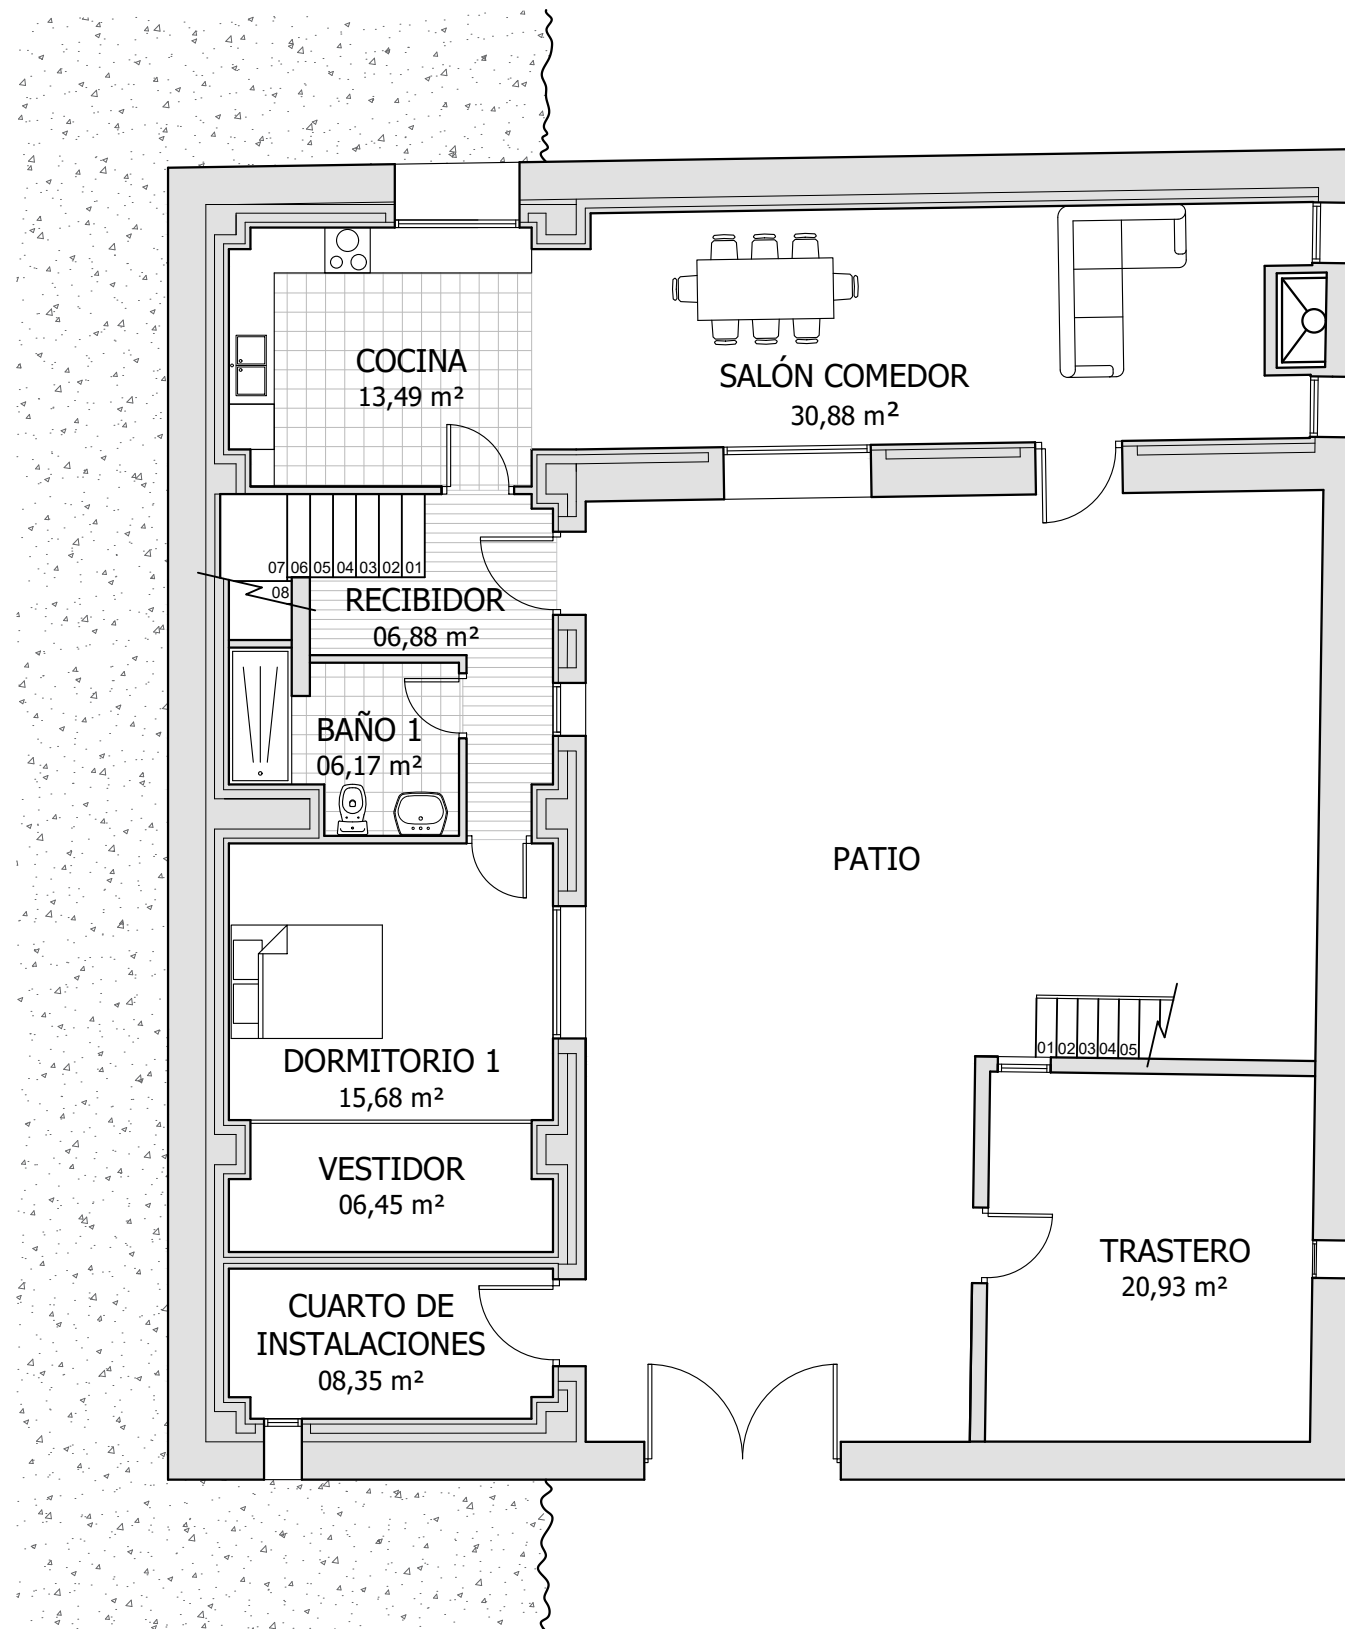 COCINA
13,49 m²
SALÓN COMEDOR
30,88 m²
07 06 05 04 03 02 01
08
RECIBIDOR
06,88 m²
BAÑO 1
06,17 m²
PATIO
01 02 03 04 05
DORMITORIO 1
15,68 m²
VESTIDOR
06,45 m²
TRASTERO
20,93 m²
CUARTO DE
INSTALACIONES
08,35 m²